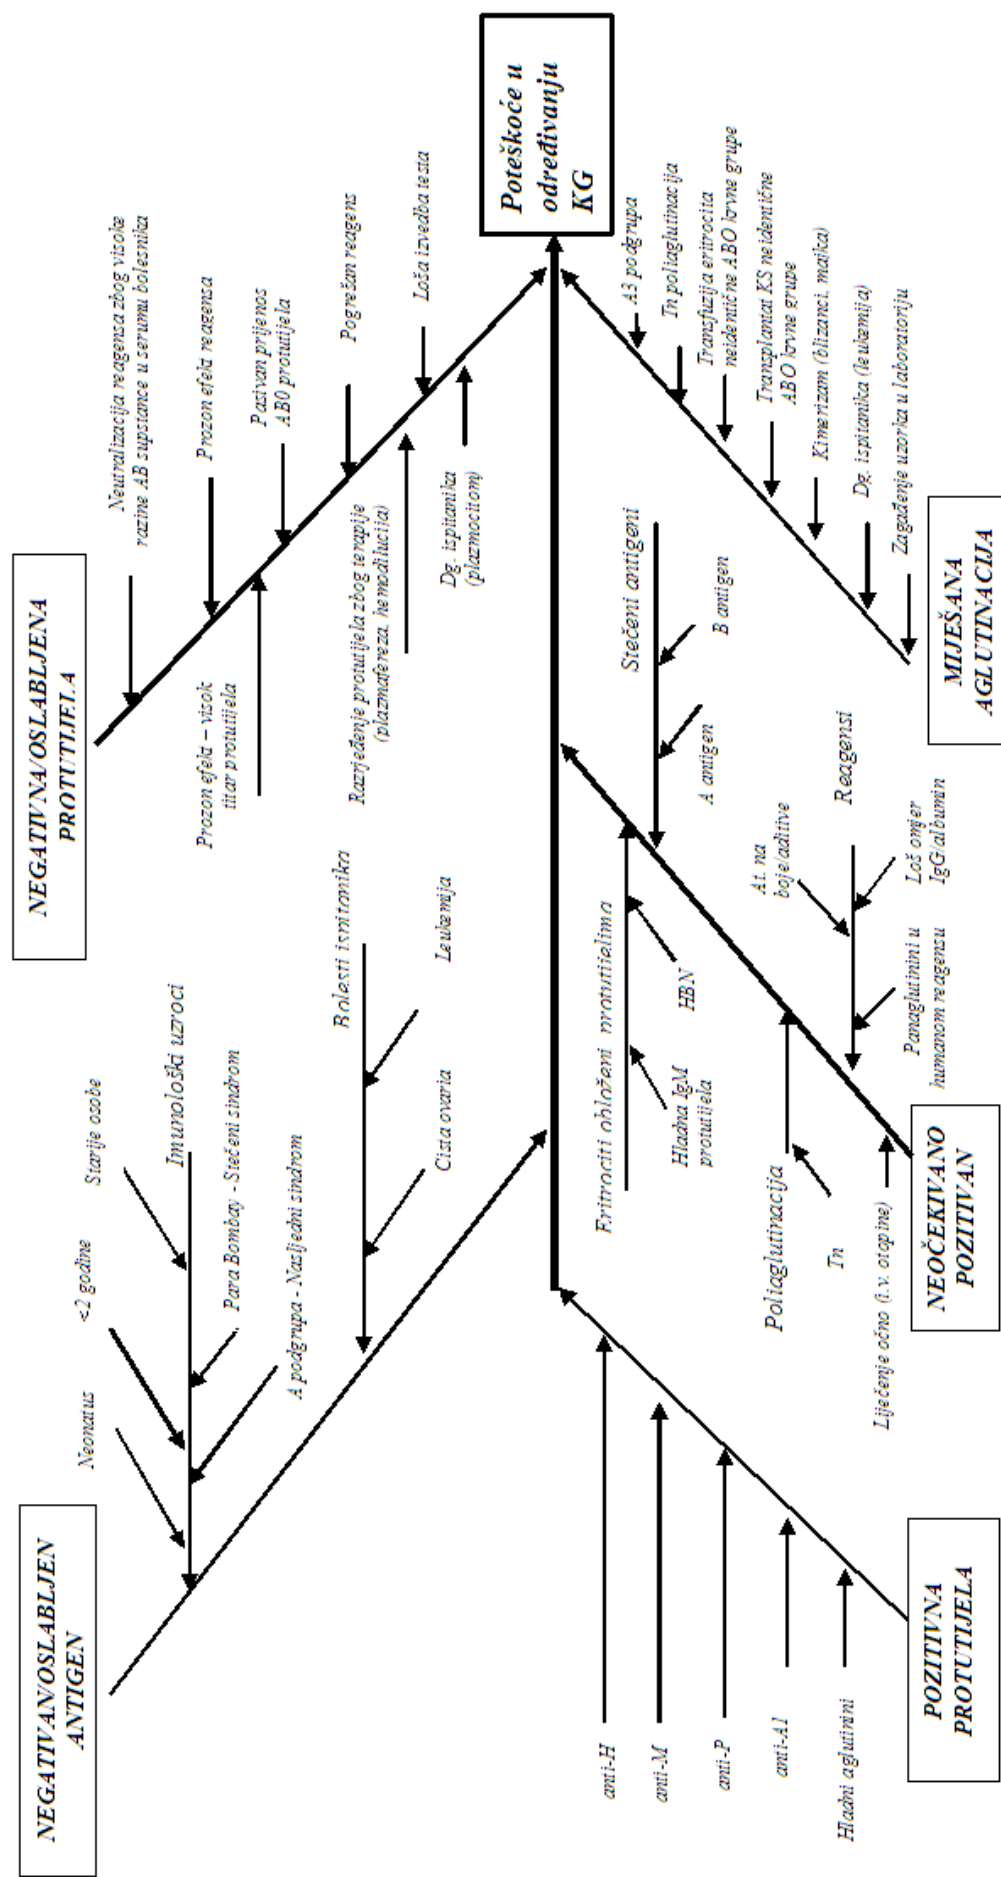 NEGATIVAN/OSLABLJEN
ANTIGEN
Neonatus
<2 godine
Starije osobe
Imunološki uzroci
Para Bombay - Stečeni sindrom
A podgrupa - Nasljedni sindrom
Bolesti ispitanika
Cista ovaria
Leukemija
NEGATIVNA/OSLABLJENA
PROTUTIJELA
Neutralizacija reagensa zbog visoke
razine AB supstance u serumu bolesnika
Prozon efekt reagenza
Prozon efekt – visok
titar protutijela
Pasivan prijenos
AB0 protutijela
Pogrešan reagens
Razrjeđenje protutijela zbog terapije
(plazmafereza, hemodilucija)
Loša izvedba testa
Dg. ispitanika
(plazmocitom)
Poteškoće u
određivanju
KG
anti-H
anti-M
anti-P
anti-A1
Hladni aglutinini
POZITIVNA
PROTUTIJELA
Eritrociti obloženi protutijelima
Hladna IgM
protutijela
HBN
Stečeni antigeni
A antigen
B antigen
Poliaglutinacija
Tn
Reagensi
At. na
boje/aditive
Panaglutinini u
humanom reagensu
Loš omjer
IgG/albumin
Liječenje očno (i.v. otopine)
NEOČEKIVANO
POZITIVAN
A3 podgrupa
Tn poliaglutinacija
Transfuzija eritrocita
neidentične ABO krvne grupe
Transplantat KS neidentične
ABO krvne grupe
Kimerizam (blizanci, majka)
Dg. ispitanika (leukemija)
Zagađenje uzorka u laboratoriju
MIJEŠANA
AGLUTINACIJA